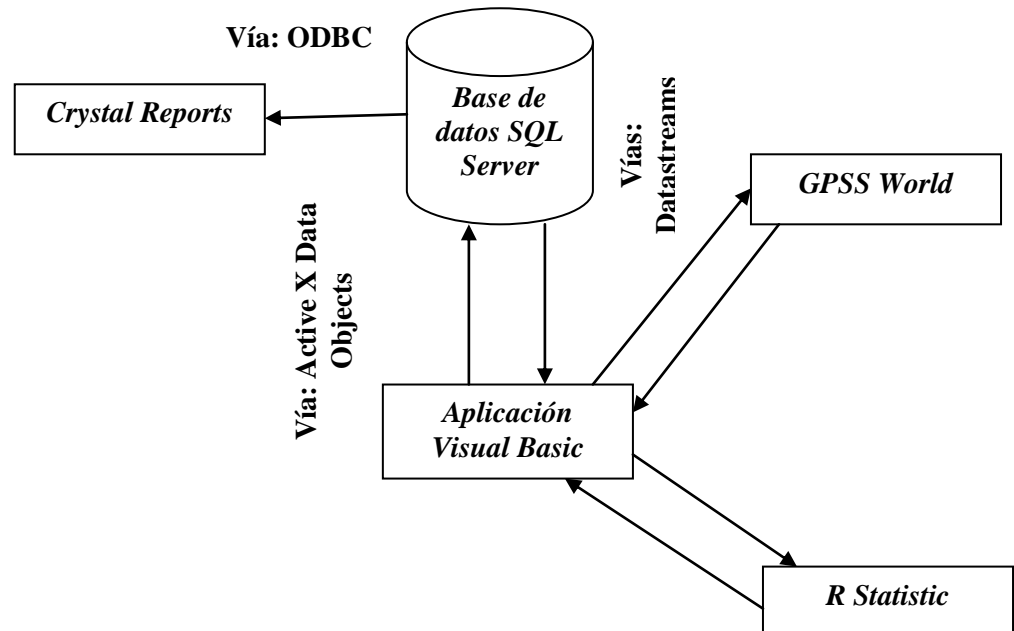 Vía: ODBC
Crystal Reports
Base de
datos SQL
Server
Vías:
Datastreams
GPSS World
Vía: Active X Data
Objects
Aplicación
Visual Basic
R Statistic